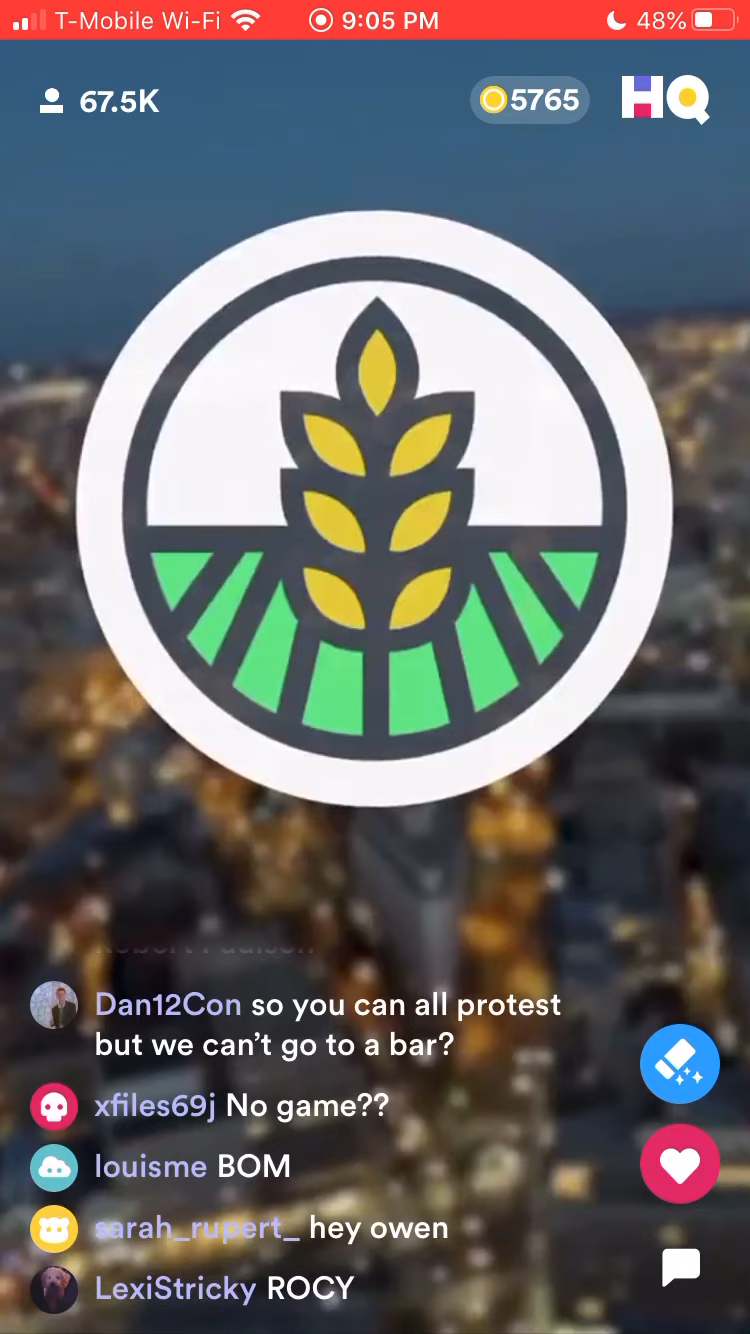 T-Mobile Wi-Fi 9:05 PM 48%
67.5K 5765 HQ
Dan12Con so you can all protest
but we can’t go to a bar?
xfiles69j No game??
louisme BOM
sarah_rupert_ hey owen
LexiStricky ROCY